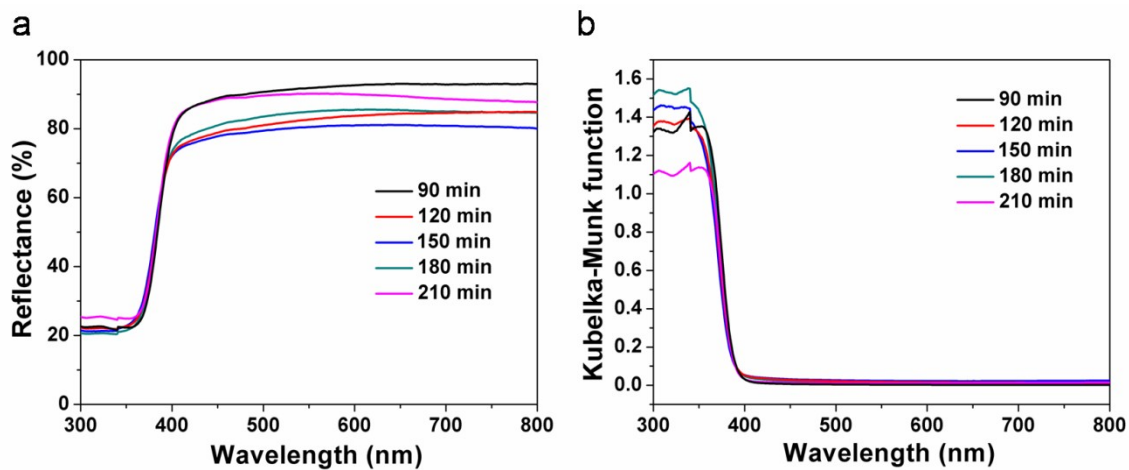 a
Reflectance (%)
100
80
60
40
20
0
90 min
120 min
150 min
180 min
210 min
300 400 500 600 700 800
Wavelength (nm)
b
Kubelka-Munk function
1.6
1.4
1.2
1.0
0.8
0.6
0.4
0.2
0.0
90 min
120 min
150 min
180 min
210 min
300 400 500 600 700 800
Wavelength (nm)